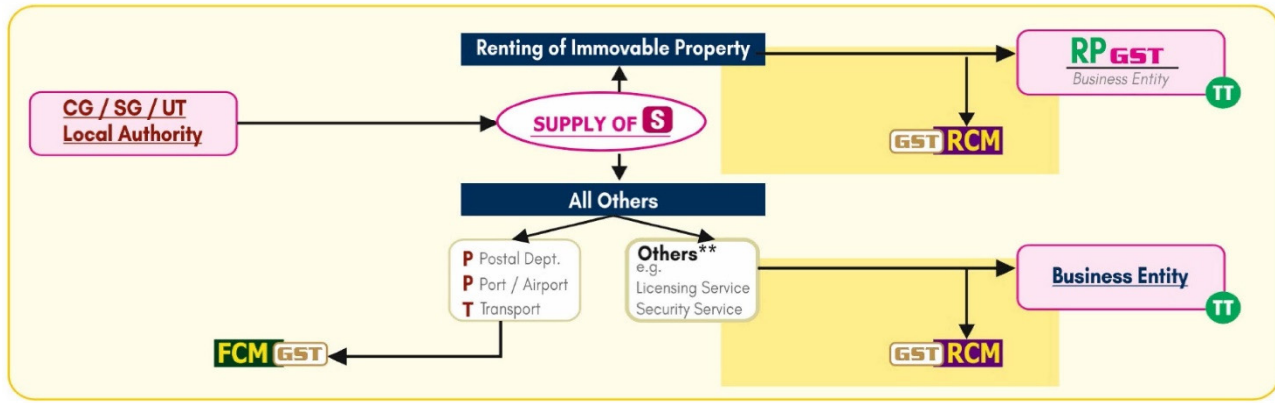 Renting of Immovable Property
RP GST
Business Entity
TT
CG / SG / UT
Local Authority
SUPPLY OF S
GST RCM
All Others
P Postal Dept.
P Port / Airport
T Transport
Others**
e.g.
Licensing Service
Security Service
Business Entity
TT
FCM GST
GST RCM